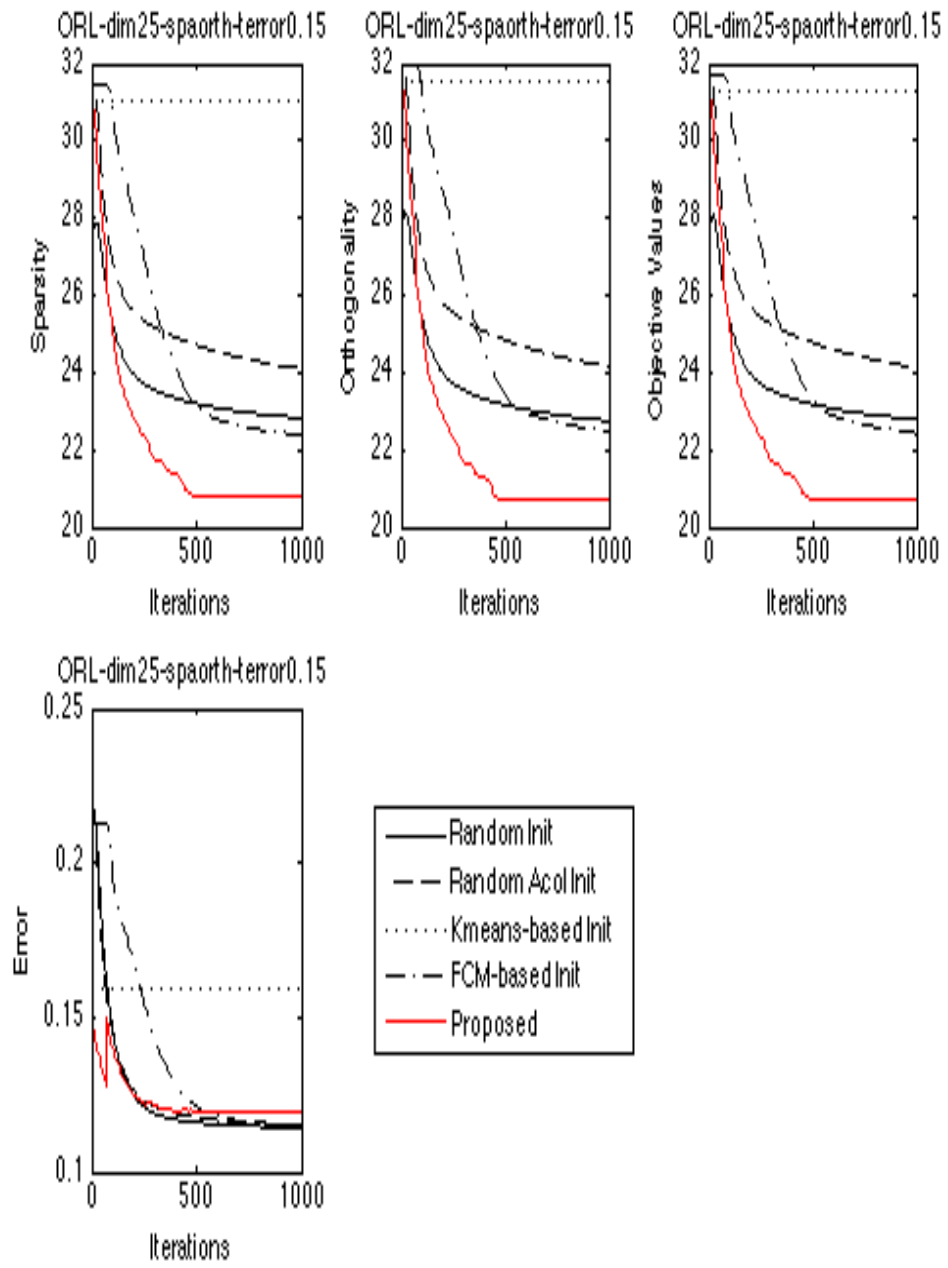 ORL-dim25-spaorth-terror0.15
ORL-dim25-spaorth-terror0.15
ORL-dim25-spaorth-terror0.15
32
30
28
26
24
22
20
Sparsity
0
500
1000
Iterations
32
30
28
26
24
22
20
Orthogonality
0
500
1000
Iterations
32
30
28
26
24
22
20
Objective Values
0
500
1000
Iterations
ORL-dim25-spaorth-terror0.15
0.25
0.2
0.15
0.1
Error
0
500
1000
Iterations
Random Init
Random Acol Init
Kmeans-based Init
FCM-based Init
Proposed